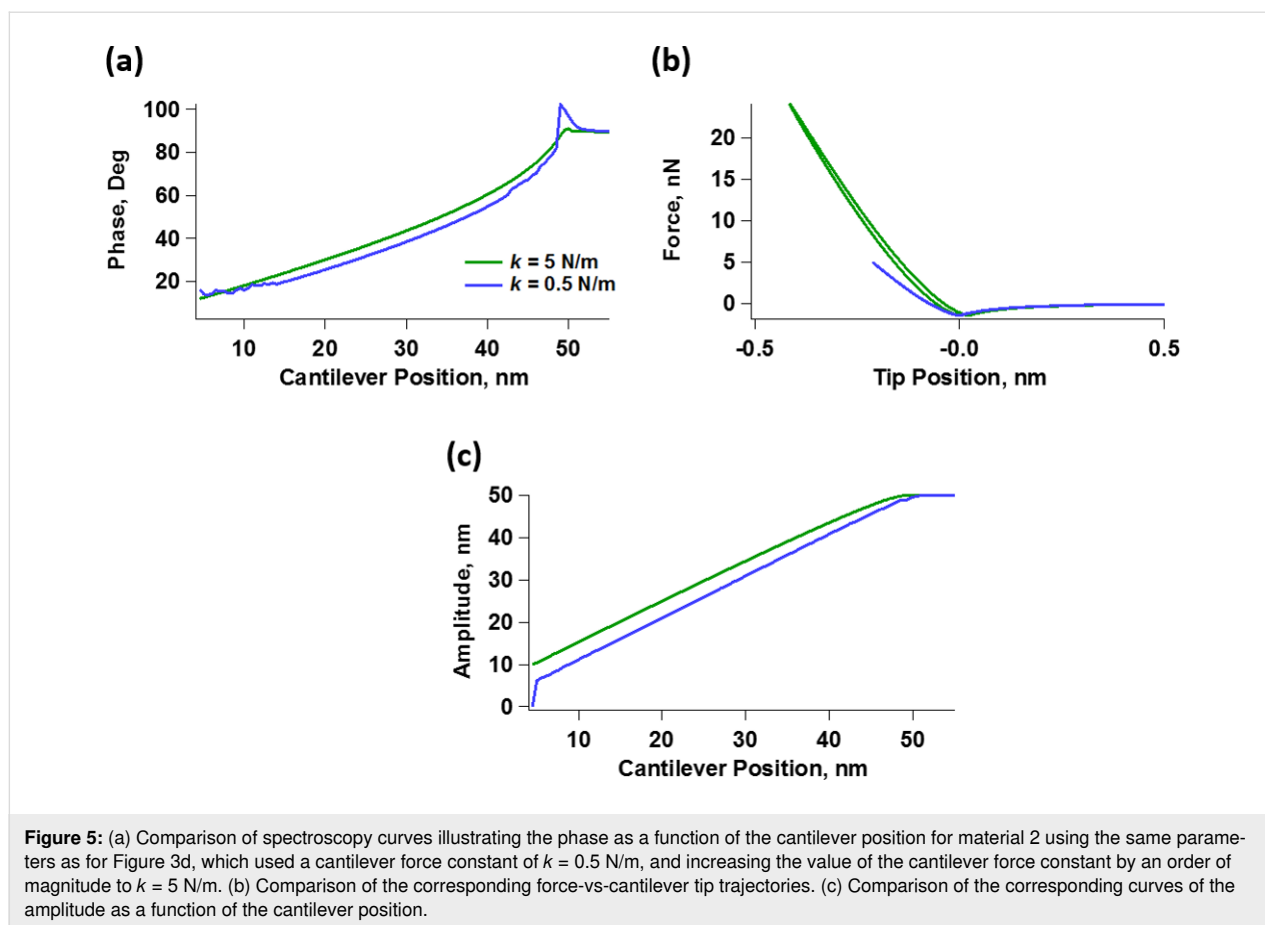 (a)
Phase, Deg
100
80
60
40
20
k = 5 N/m
k = 0.5 N/m
10 20 30 40 50
Cantilever Position, nm
(b)
Force, nN
20
15
10
5
0
-0.5 -0.0 0.5
Tip Position, nm
(c)
Amplitude, nm
50
40
30
20
10
0
10 20 30 40 50
Cantilever Position, nm
Figure 5: (a) Comparison of spectroscopy curves illustrating the phase as a function of the cantilever position for material 2 using the same parame-
ters as for Figure 3d, which used a cantilever force constant of k = 0.5 N/m, and increasing the value of the cantilever force constant by an order of
magnitude to k = 5 N/m. (b) Comparison of the corresponding force-vs-cantilever tip trajectories. (c) Comparison of the corresponding curves of the
amplitude as a function of the cantilever position.